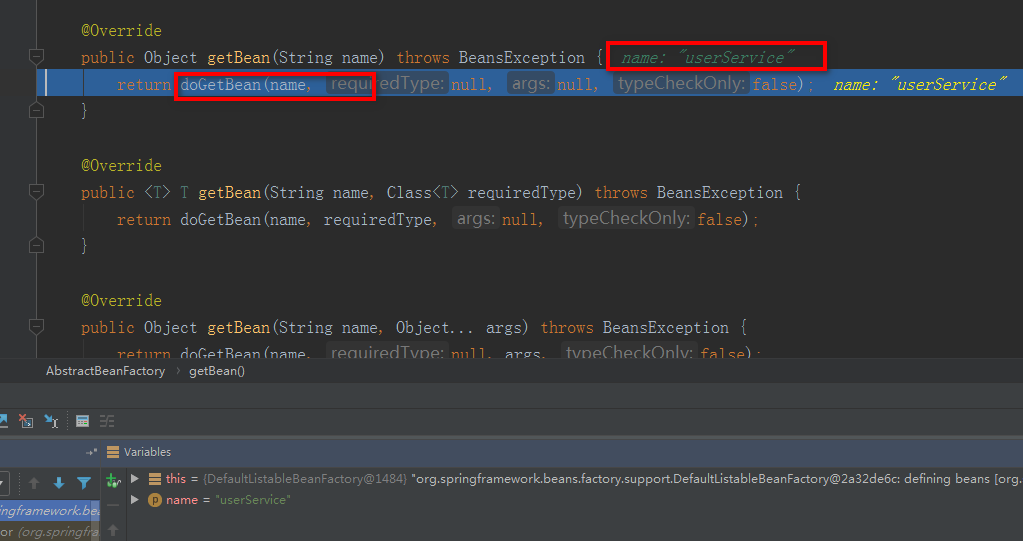 @Override
public Object getBean(String name) throws BeansException { name: "userService"
return doGetBean(name, requiredType: null, args: null, typeCheckOnly: false); name: "userService"
}
@Override
public <T> T getBean(String name, Class<T> requiredType) throws BeansException {
return doGetBean(name, requiredType, args: null, typeCheckOnly: false);
}
@Override
public Object getBean(String name, Object... args) throws BeansException {
return doGetBean(name, requiredType: null, args, typeCheckOnly: false);
AbstractBeanFactory › getBean()
Variables
this = {DefaultListableBeanFactory@1484} "org.springframework.beans.factory.support.DefaultListableBeanFactory@2a32de6c: defining beans [org.
p name = "userService"
ingframework.bea
or (org.springfra